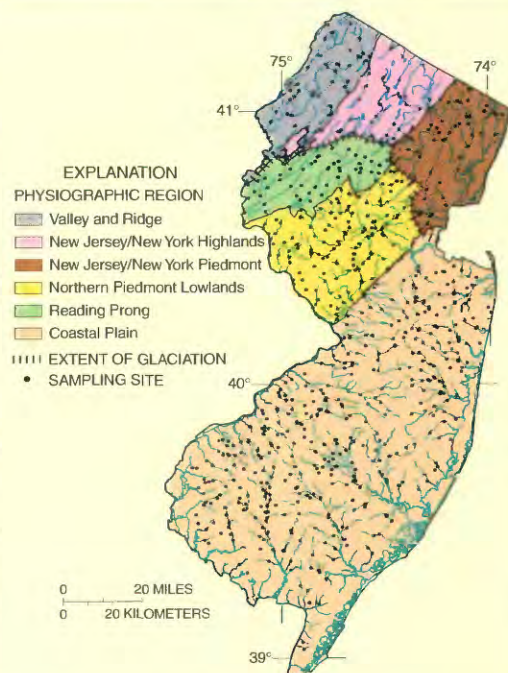 75°
74°
41°
EXPLANATION
PHYSIOGRAPHIC REGION
Valley and Ridge
New Jersey/New York Highlands
New Jersey/New York Piedmont
Northern Piedmont Lowlands
Reading Prong
Coastal Plain
EXTENT OF GLACIATION
SAMPLING SITE
40°
0 20 MILES
0 20 KILOMETERS
39°